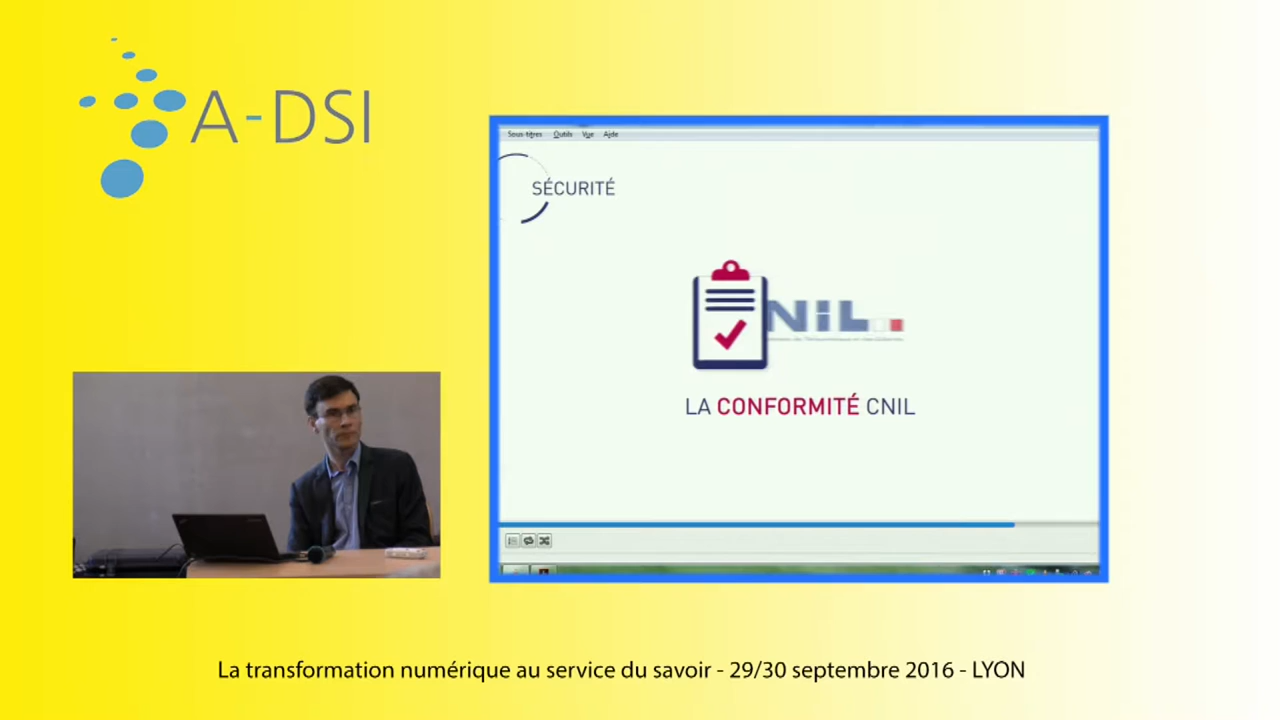 A-DSI
Sous-titres Outils Vue Aide
SÉCURITÉ
CNIL
LA CONFORMITÉ CNIL
La transformation numérique au service du savoir - 29/30 septembre 2016 - LYON